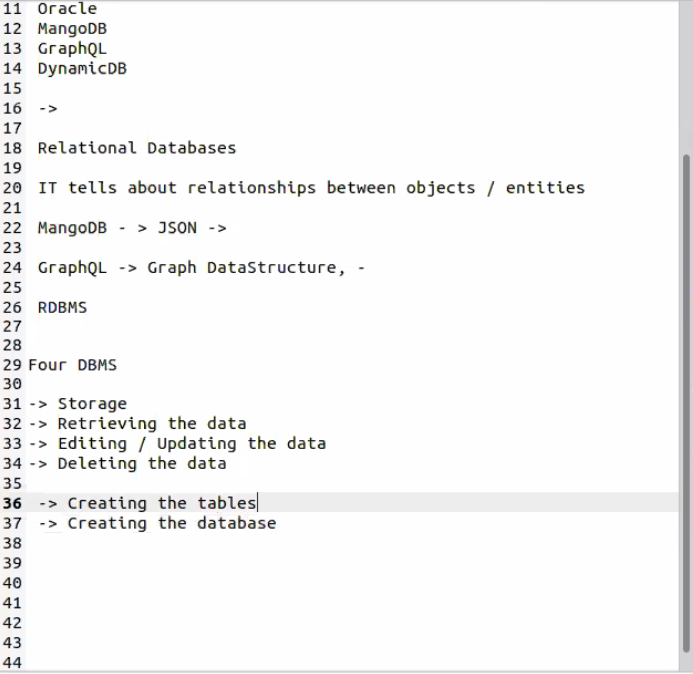 11 Oracle
12 MangoDB
13 GraphQL
14 DynamicDB
15
16 ->
17
18 Relational Databases
19
20 IT tells about relationships between objects / entities
21
22 MangoDB - > JSON ->
23
24 GraphQL -> Graph DataStructure, -
25
26 RDBMS
27
28
29 Four DBMS
30
31 -> Storage
32 -> Retrieving the data
33 -> Editing / Updating the data
34 -> Deleting the data
35
36 -> Creating the tables
37 -> Creating the database
38
39
40
41
42
43
44